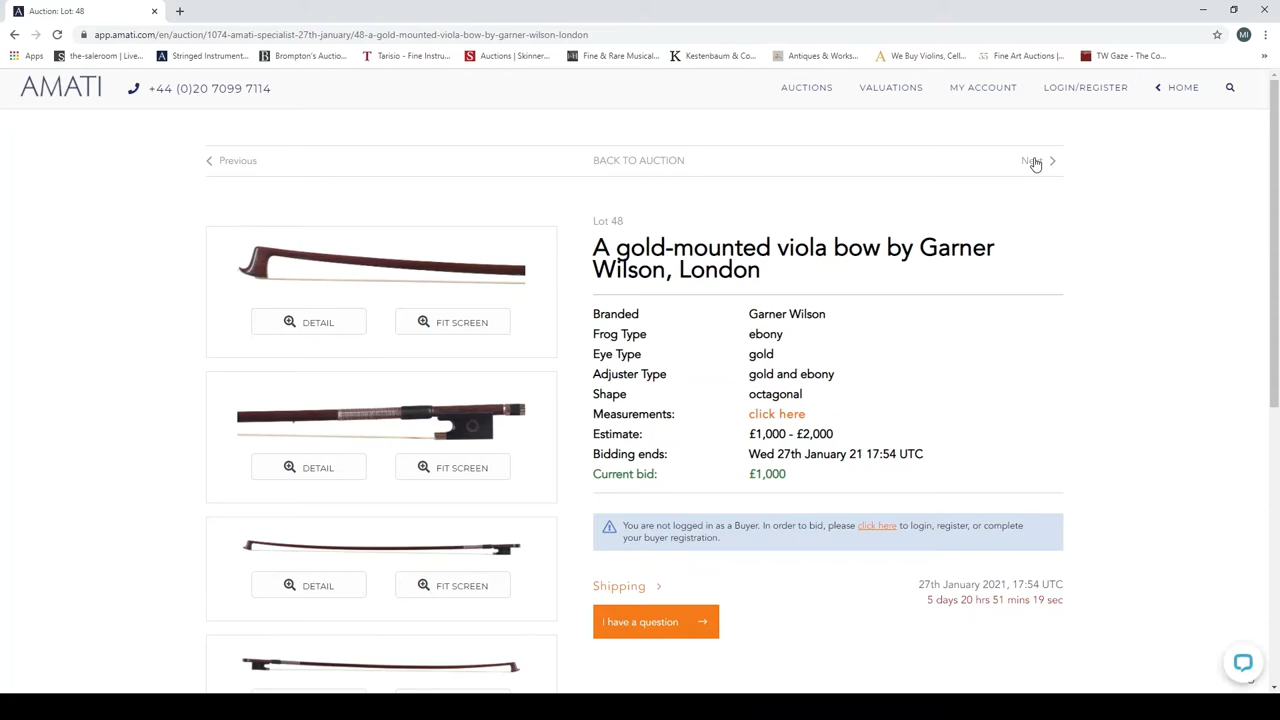 Auction: Lot: 48
app.amati.com/en/auction/1074-amati-specialist-27th-january/48-a-gold-mounted-viola-bow-by-garner-wilson-london
MI
Apps
the-saleroom | Live...
Stringed Instrument...
Brompton's Auctio...
Tarisio - Fine Instru...
Auctions | Skinner...
Fine & Rare Musical...
Kestenbaum & Co...
Antiques & Works...
We Buy Violins, Cell...
Fine Art Auctions |...
TW Gaze - The Co...
AMATI
+44 (0)20 7099 7114
AUCTIONS
VALUATIONS
MY ACCOUNT
LOGIN/REGISTER
HOME
Previous
BACK TO AUCTION
Next
Lot 48
A gold-mounted viola bow by Garner
Wilson, London
Branded Garner Wilson
Frog Type ebony
Eye Type gold
Adjuster Type gold and ebony
Shape octagonal
Measurements: click here
Estimate: £1,000 - £2,000
Bidding ends: Wed 27th January 21 17:54 UTC
Current bid: £1,000
You are not logged in as a Buyer. In order to bid, please click here to login, register, or complete
your buyer registration.
Shipping
27th January 2021, 17:54 UTC
5 days 20 hrs 51 mins 19 sec
I have a question
DETAIL FIT SCREEN
DETAIL FIT SCREEN
DETAIL FIT SCREEN